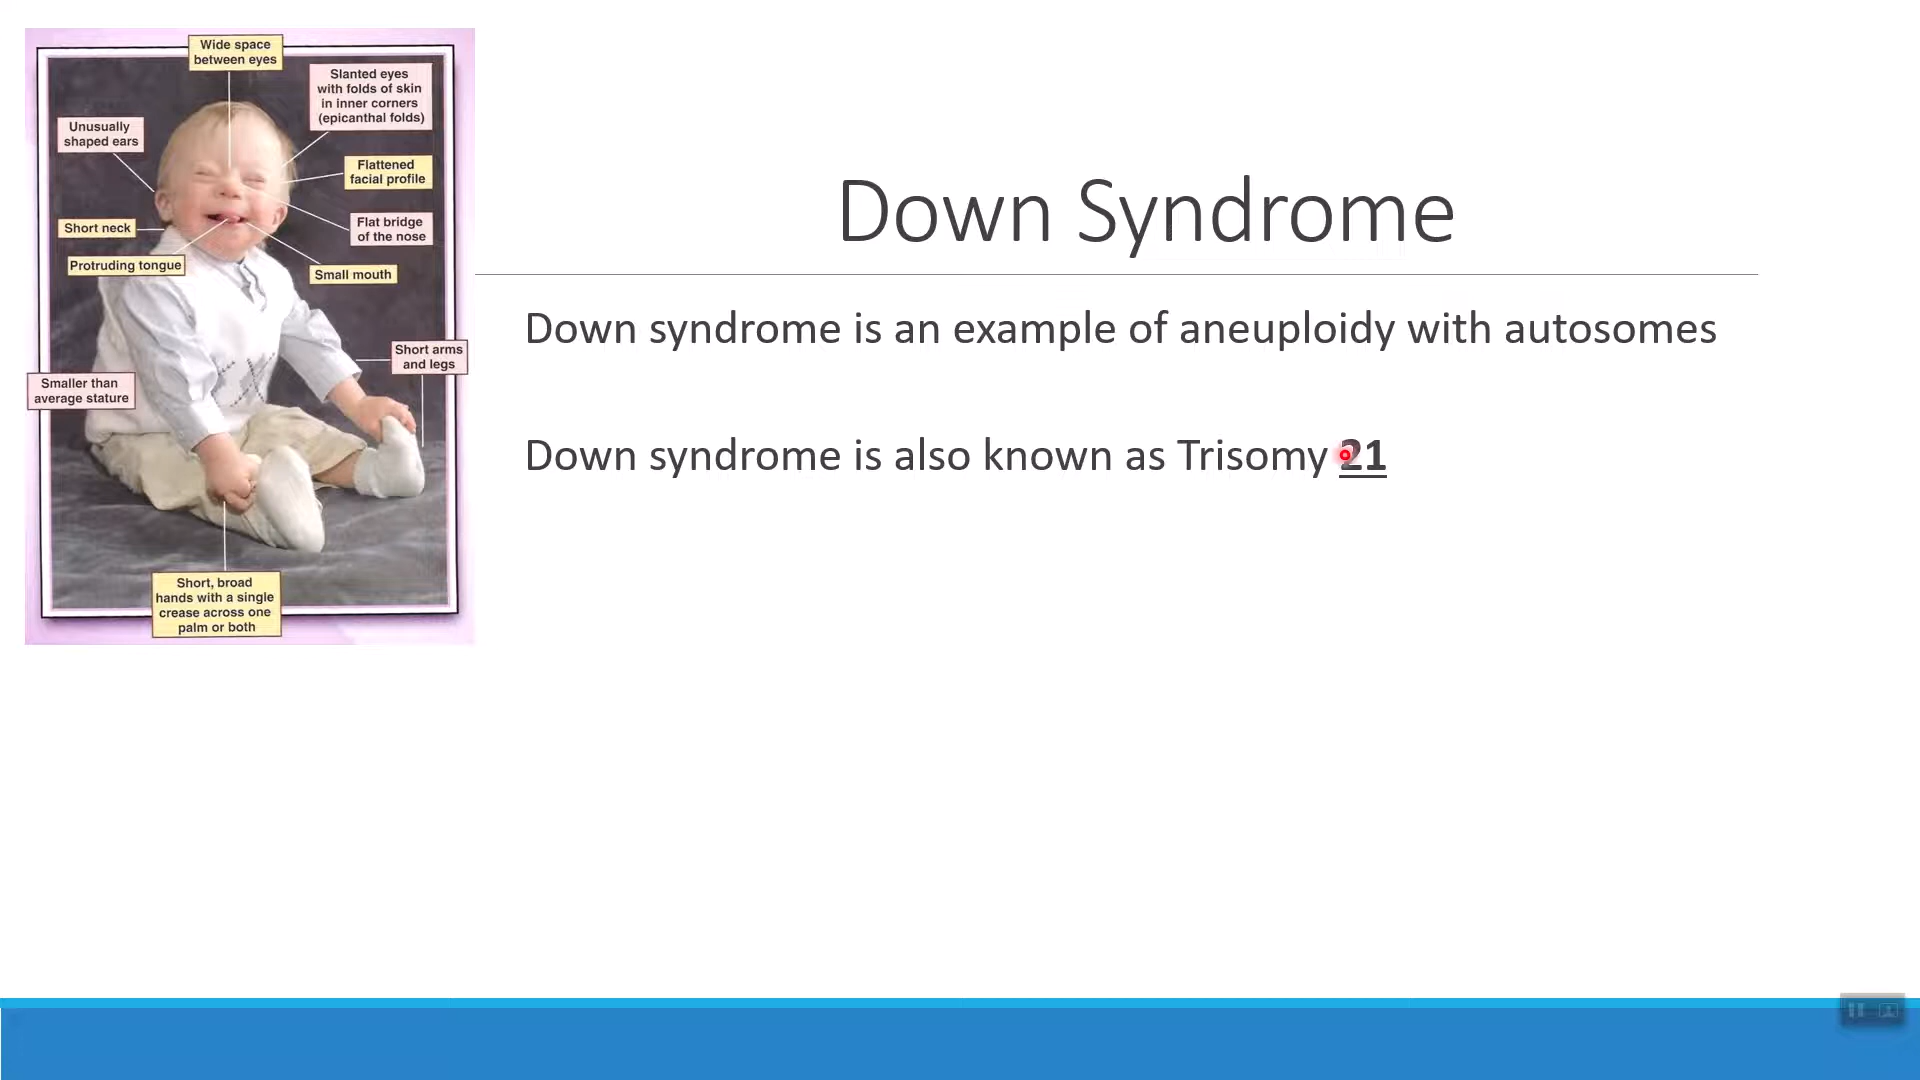 Wide space
between eyes
Slanted eyes
with folds of skin
in inner corners
(epicanthal folds)
Unusually
shaped ears
Flattened
facial profile
Short neck
Flat bridge
of the nose
Protruding tongue
Small mouth
Short arms
and legs
Smaller than
average stature
Short, broad
hands with a single
crease across one
palm or both
Down Syndrome
Down syndrome is an example of aneuploidy with autosomes
Down syndrome is also known as Trisomy 21